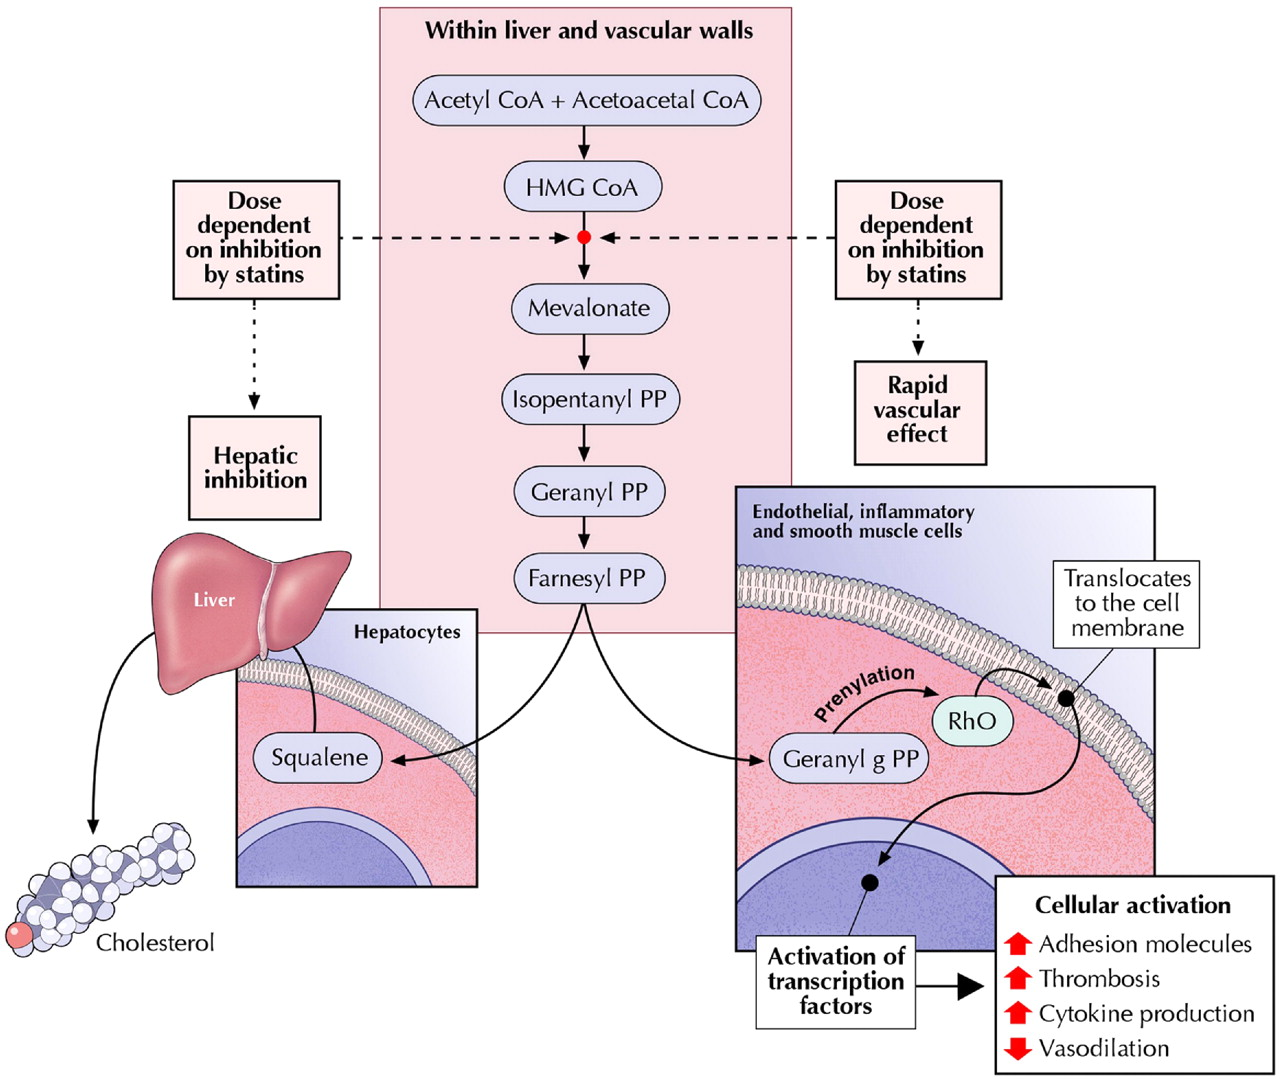 Within liver and vascular walls
Acetyl CoA + Acetoacetal CoA
HMG CoA
Dose
dependent
on inhibition
by statins
Dose
dependent
on inhibition
by statins
Mevalonate
Isopentanyl PP
Rapid
vascular
effect
Hepatic
inhibition
Geranyl PP
Farnesyl PP
Endothelial, inflammatory
and smooth muscle cells
Liver
Hepatocytes
Translocates
to the cell
membrane
Prenylation
RhO
Squalene
Geranyl g PP
Cholesterol
Activation of
transcription
factors
Cellular activation
Adhesion molecules
Thrombosis
Cytokine production
Vasodilation